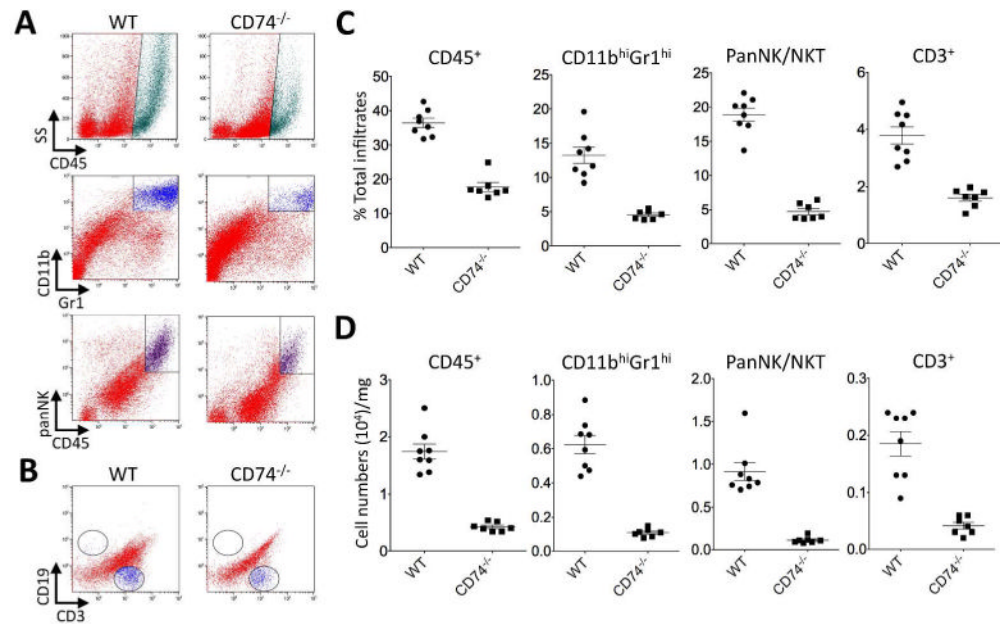 A
WT
CD74-/-
SS
CD45
CD11b
Gr1
panNK
CD45
B
WT
CD74-/-
CD19
CD3
C
CD45+
CD11bhiGr1hi
PanNK/NKT
CD3+
% Total infiltrates
50
40
30
20
10
0
25
20
15
10
5
0
25
20
15
10
5
0
6
4
2
0
WT
CD74-/-
WT
CD74-/-
WT
CD74-/-
WT
CD74-/-
D
CD45+
CD11bhiGr1hi
PanNK/NKT
CD3+
Cell numbers (10⁴)/mg
3
2
1
0
1.0
0.8
0.6
0.4
0.2
0.0
2.0
1.5
1.0
0.5
0.0
0.3
0.2
0.1
0.0
WT
CD74-/-
WT
CD74-/-
WT
CD74-/-
WT
CD74-/-